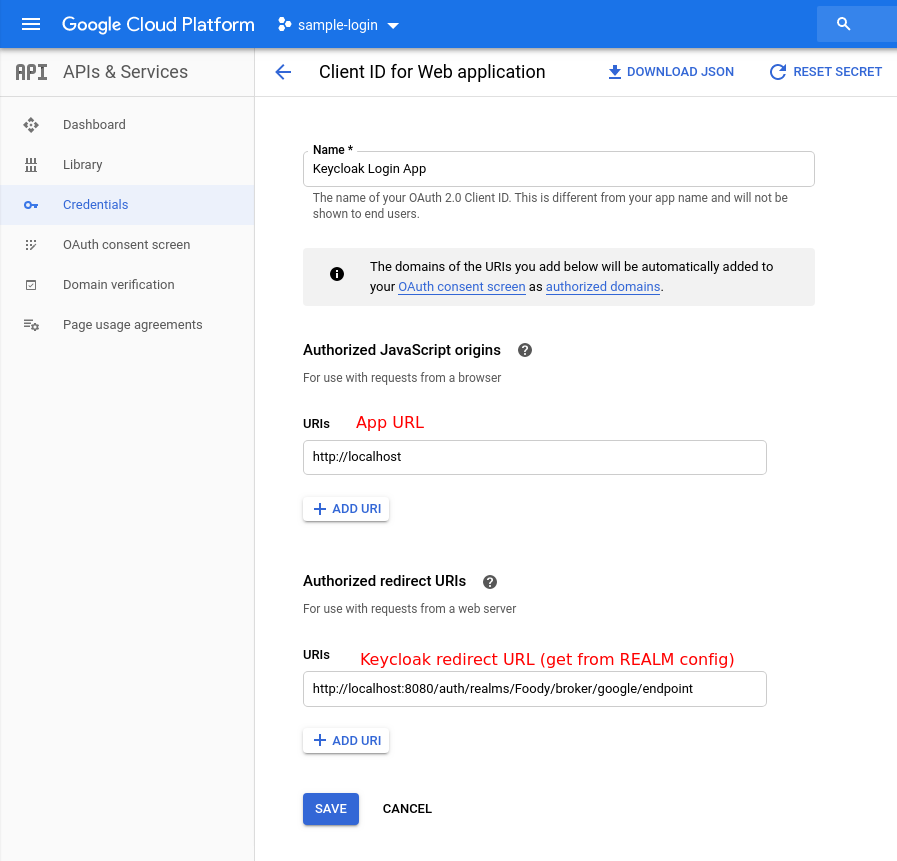 Google Cloud Platform sample-login
API APIs & Services
Client ID for Web application DOWNLOAD JSON RESET SECRET
Dashboard
Library
Credentials
OAuth consent screen
Domain verification
Page usage agreements
Name *
Keycloak Login App
The name of your OAuth 2.0 Client ID. This is different from your app name and will not be
shown to end users.
The domains of the URIs you add below will be automatically added to
your OAuth consent screen as authorized domains.
Authorized JavaScript origins
For use with requests from a browser
URIs App URL
http://localhost
ADD URI
Authorized redirect URIs
For use with requests from a web server
URIs Keycloak redirect URL (get from REALM config)
http://localhost:8080/auth/realms/Foody/broker/google/endpoint
ADD URI
SAVE CANCEL